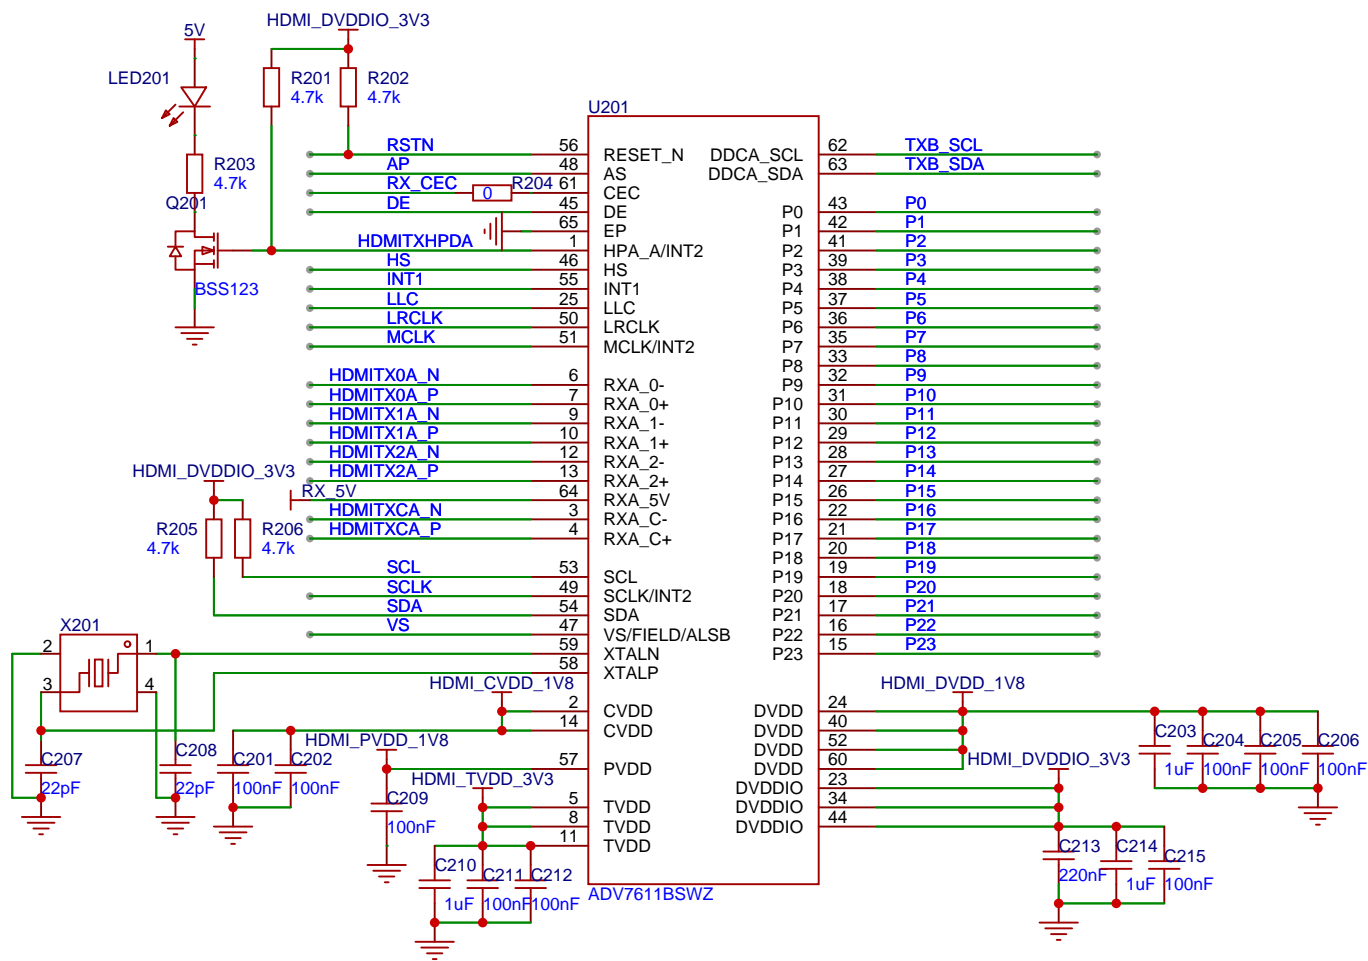 HDMI_DVDDIO_3V3
5V
LED201
R201
4.7k
R202
4.7k
R203
4.7k
Q201
BSS123
U201
RSTN 56 RESET_N
AP 48 AS
RX_CEC R204 0 61 CEC
DE 45 DE
65 EP
HDMITXHPDA 1 HPA_A/INT2
HS 46 HS
INT1 55 INT1
LLC 25 LLC
LRCLK 50 LRCLK
MCLK 51 MCLK/INT2
HDMITX0A_N 6 RXA_0-
HDMITX0A_P 7 RXA_0+
HDMITX1A_N 9 RXA_1-
HDMITX1A_P 10 RXA_1+
HDMITX2A_N 12 RXA_2-
HDMITX2A_P 13 RXA_2+
RX_5V 64 RXA_5V
HDMITXCA_N 3 RXA_C-
HDMITXCA_P 4 RXA_C+
HDMI_DVDDIO_3V3
R205
4.7k
R206
4.7k
SCL 53 SCL
SCLK 49 SCLK/INT2
SDA 54 SDA
VS 47 VS/FIELD/ALSB
59 XTALN
58 XTALP
X201
2 1
3 4
C207
22pF
C208
22pF
HDMI_CVDD_1V8
2 CVDD
14 CVDD
C201
100nF
C202
100nF
HDMI_PVDD_1V8
57 PVDD
C209
100nF
HDMI_TVDD_3V3
5 TVDD
8 TVDD
11 TVDD
C210
1uF
C211
100nF
C212
100nF
ADV7611BSWZ
DDCA_SCL 62 TXB_SCL
DDCA_SDA 63 TXB_SDA
P0 43 P0
P1 42 P1
P2 41 P2
P3 39 P3
P4 38 P4
P5 37 P5
P6 36 P6
P7 35 P7
P8 33 P8
P9 32 P9
P10 31 P10
P11 30 P11
P12 29 P12
P13 28 P13
P14 27 P14
P15 26 P15
P16 22 P16
P17 21 P17
P18 20 P18
P19 19 P19
P20 18 P20
P21 17 P21
P22 16 P22
P23 15 P23
HDMI_DVDD_1V8
DVDD 24
DVDD 40
DVDD 52
DVDD 60
C203
1uF
C204
100nF
C205
100nF
C206
100nF
HDMI_DVDDIO_3V3
DVDDIO 23
DVDDIO 34
DVDDIO 44
C213
220nF
C214
1uF
C215
100nF